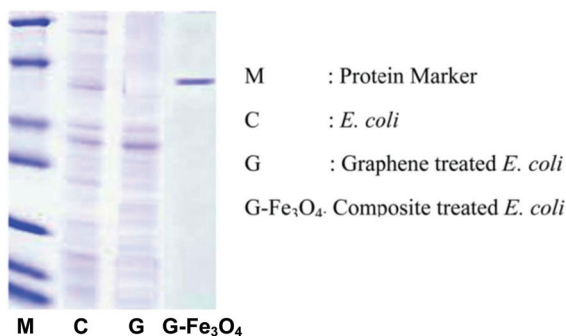 M : Protein Marker
C : E. coli
G : Graphene treated E. coli
G-Fe₃O₄. Composite treated E. coli
M C G G-Fe₃O₄